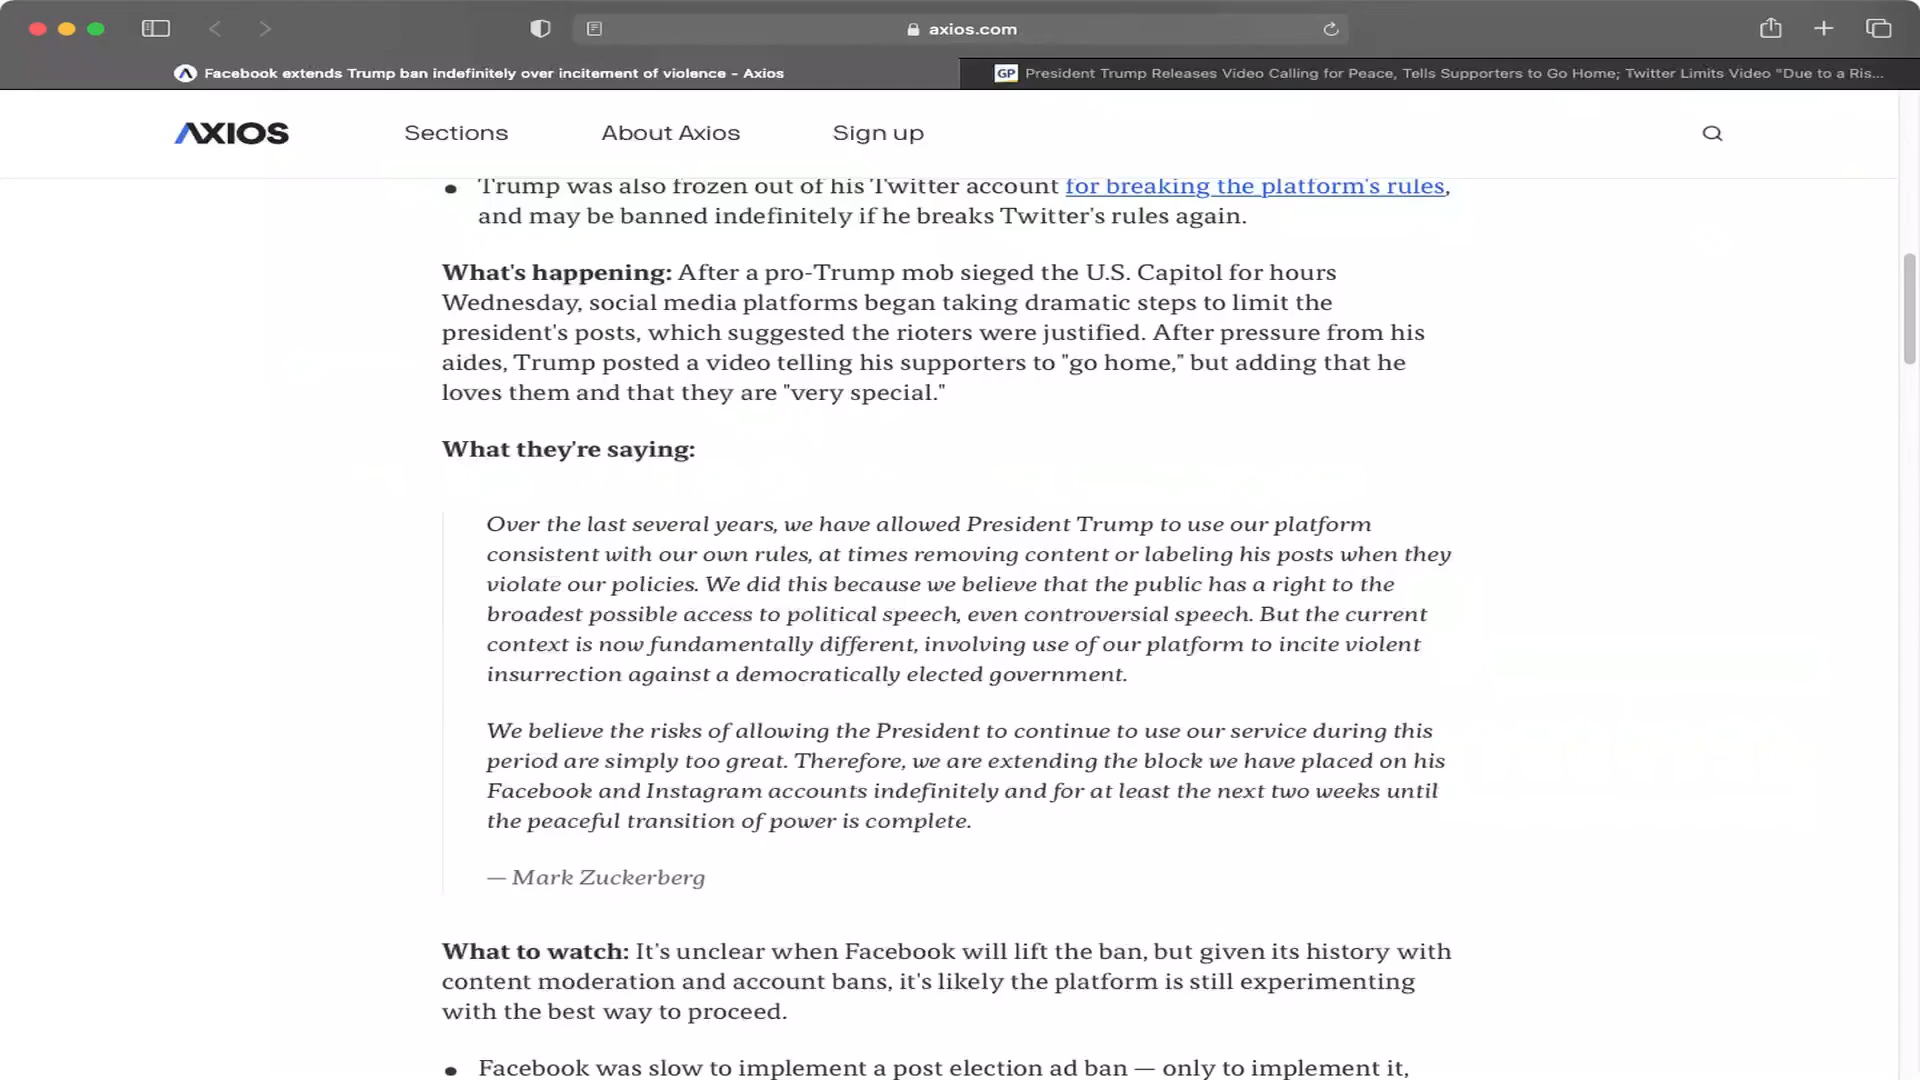 axios.com
Facebook extends Trump ban indefinitely over incitement of violence - Axios
GP President Trump Releases Video Calling for Peace, Tells Supporters to Go Home; Twitter Limits Video "Due to a Ris...
AXIOS Sections About Axios Sign up
• Trump was also frozen out of his Twitter account for breaking the platform's rules,
and may be banned indefinitely if he breaks Twitter's rules again.
What's happening: After a pro-Trump mob sieged the U.S. Capitol for hours
Wednesday, social media platforms began taking dramatic steps to limit the
president's posts, which suggested the rioters were justified. After pressure from his
aides, Trump posted a video telling his supporters to "go home," but adding that he
loves them and that they are "very special."
What they're saying:
Over the last several years, we have allowed President Trump to use our platform
consistent with our own rules, at times removing content or labeling his posts when they
violate our policies. We did this because we believe that the public has a right to the
broadest possible access to political speech, even controversial speech. But the current
context is now fundamentally different, involving use of our platform to incite violent
insurrection against a democratically elected government.
We believe the risks of allowing the President to continue to use our service during this
period are simply too great. Therefore, we are extending the block we have placed on his
Facebook and Instagram accounts indefinitely and for at least the next two weeks until
the peaceful transition of power is complete.
— Mark Zuckerberg
What to watch: It's unclear when Facebook will lift the ban, but given its history with
content moderation and account bans, it's likely the platform is still experimenting
with the best way to proceed.
• Facebook was slow to implement a post election ad ban — only to implement it,